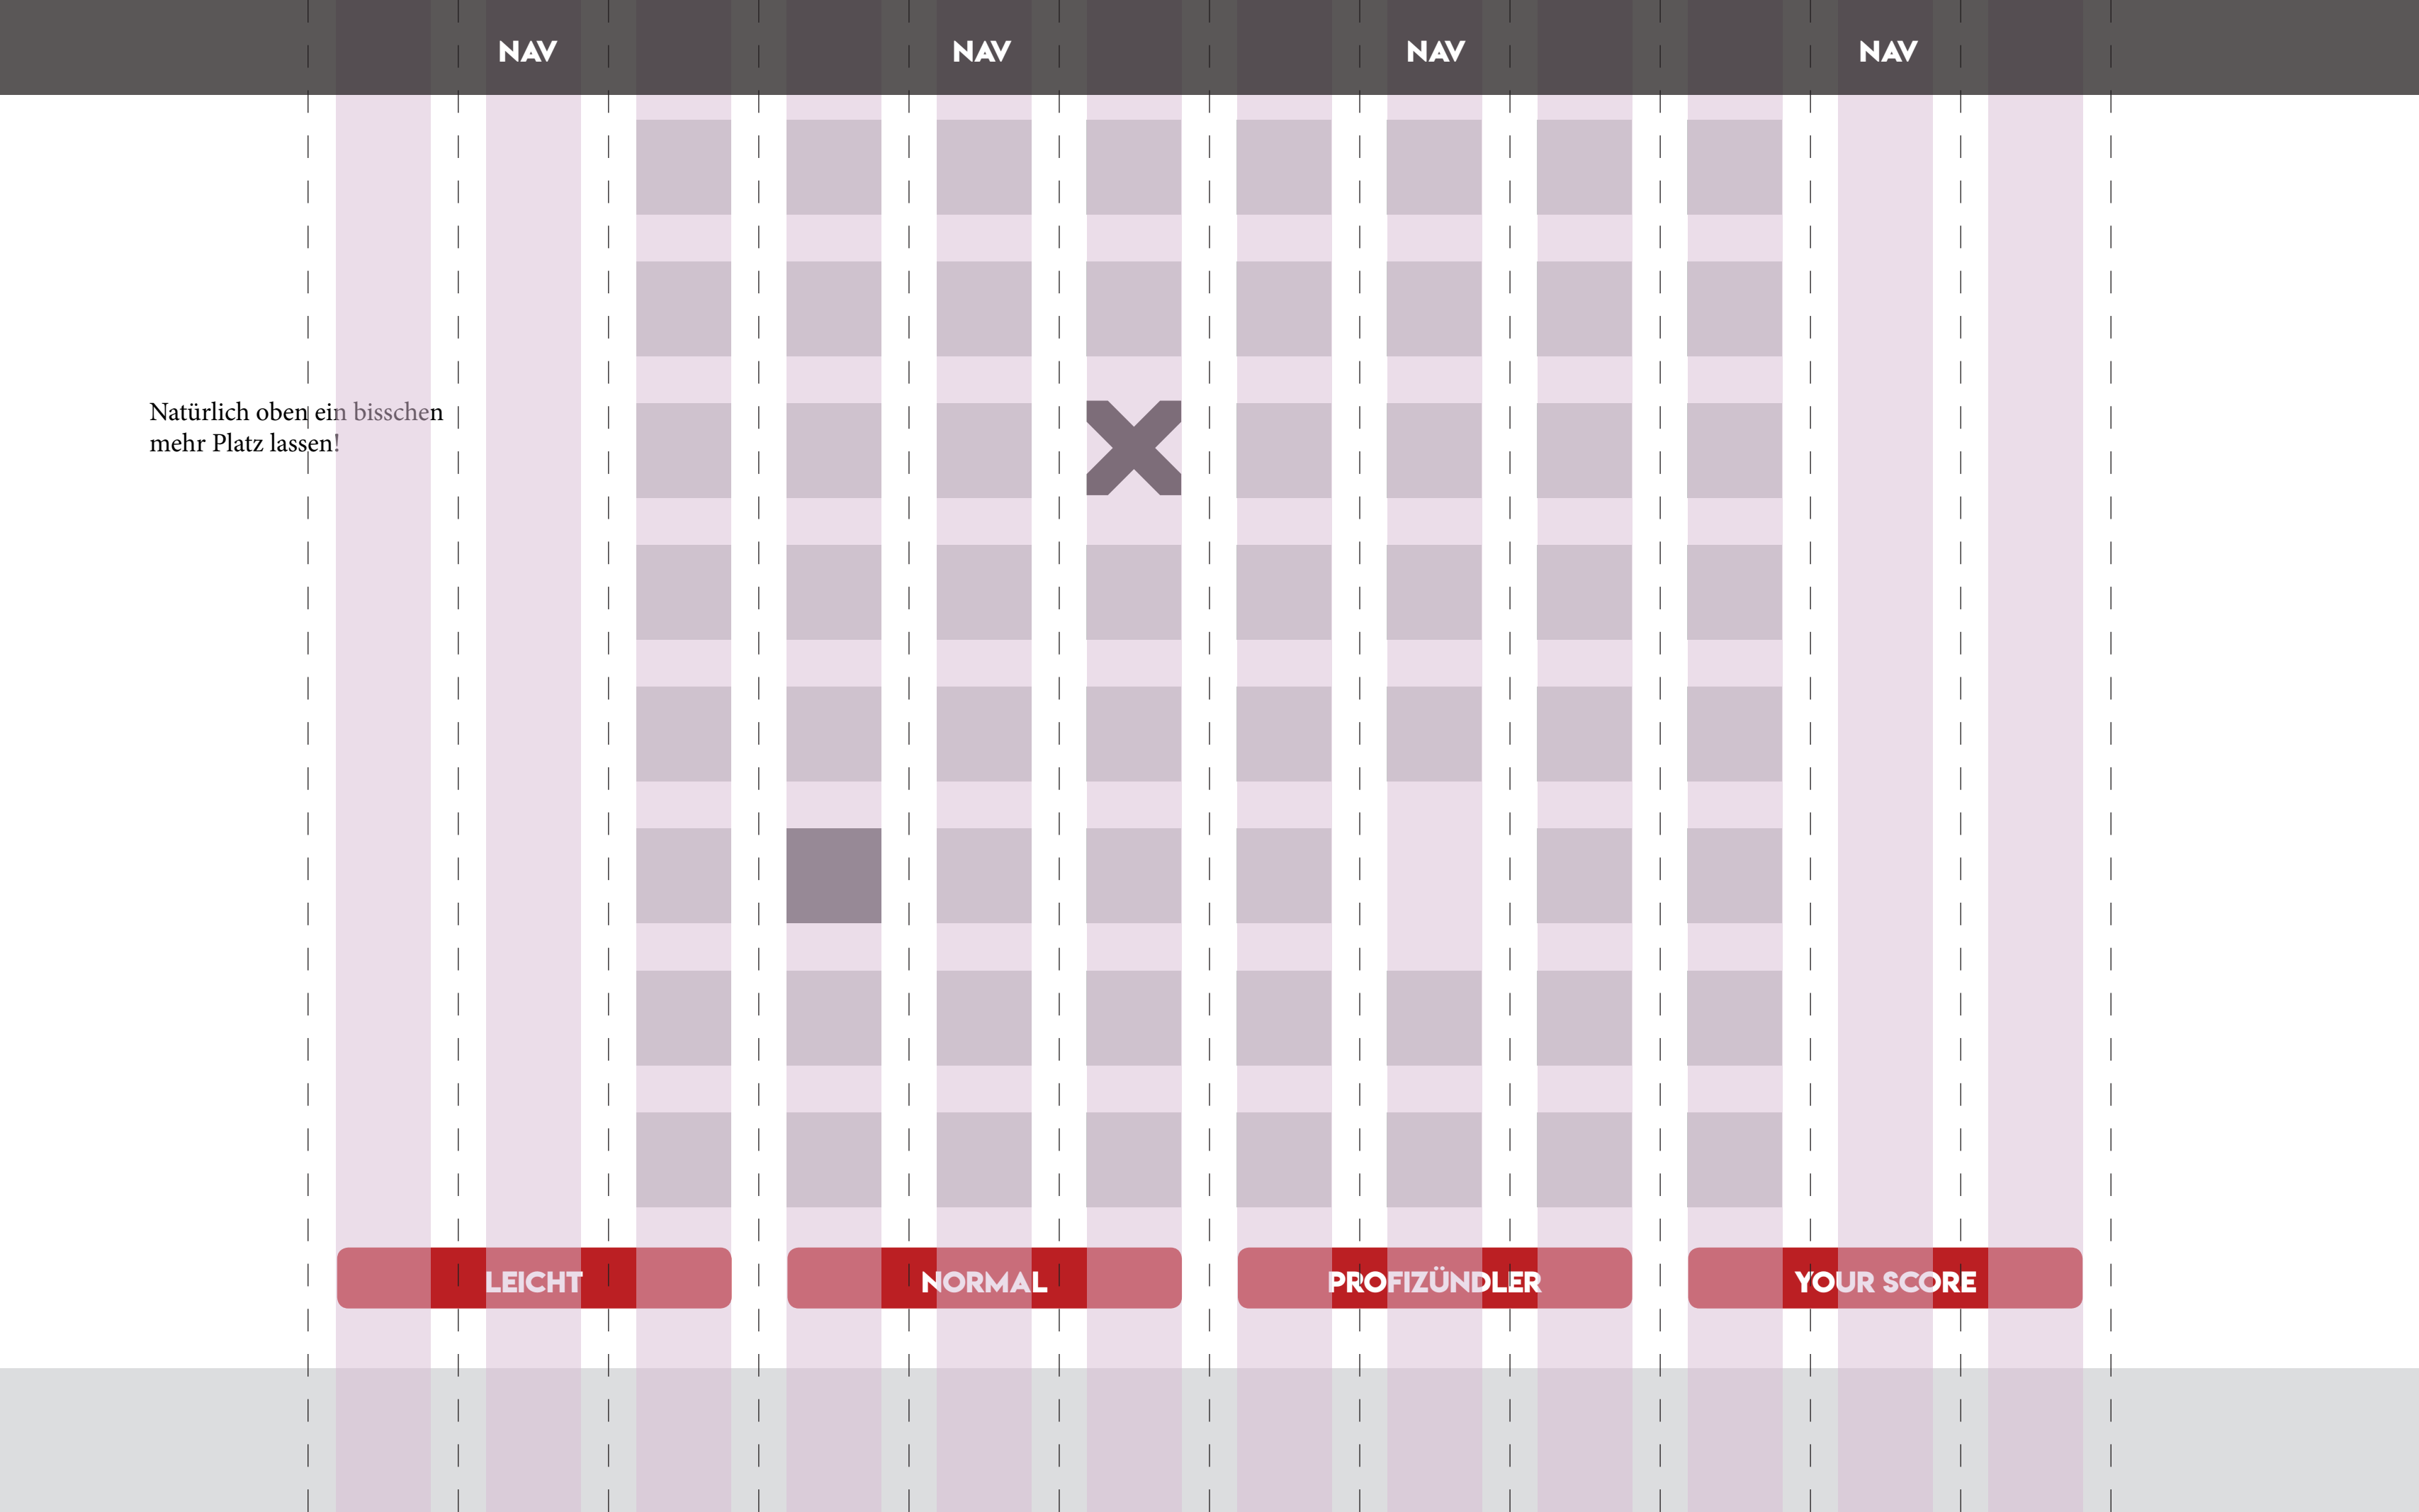 NAV NAV NAV NAV
Natürlich oben ein bisschen
mehr Platz lassen!
LEICHT NORMAL PROFIZÜNDLER YOUR SCORE